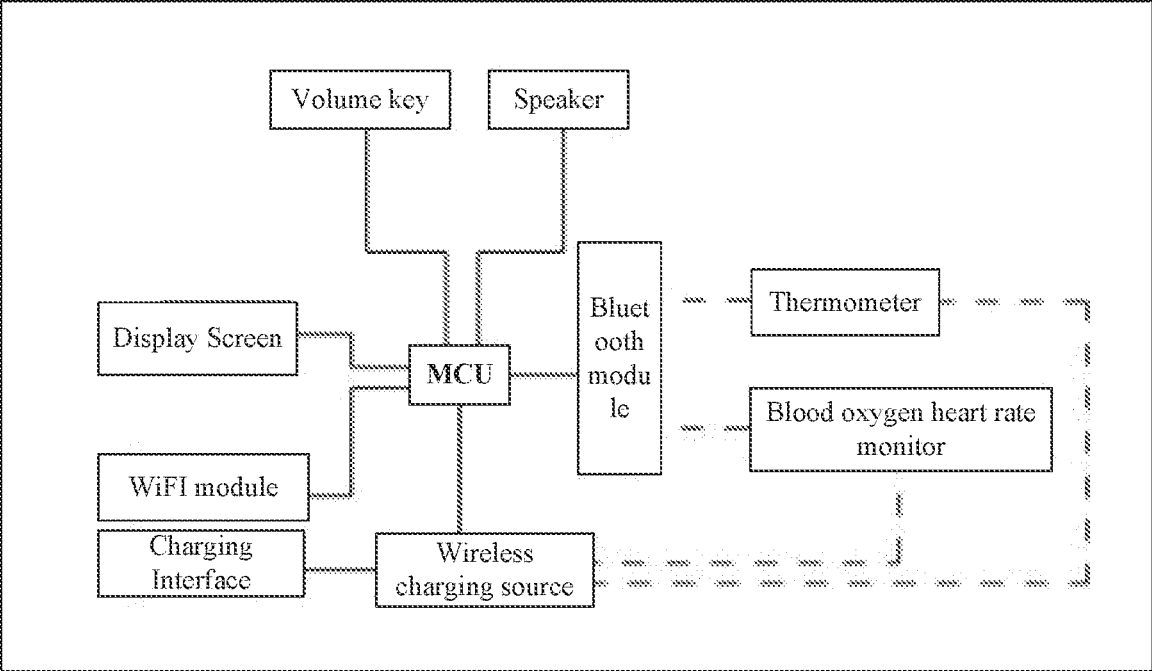 Volume key
Speaker
Display Screen
MCU
Bluet
ooth
modu
le
Thermometer
Blood oxygen heart rate
monitor
WiFI module
Charging
Interface
Wireless
charging source